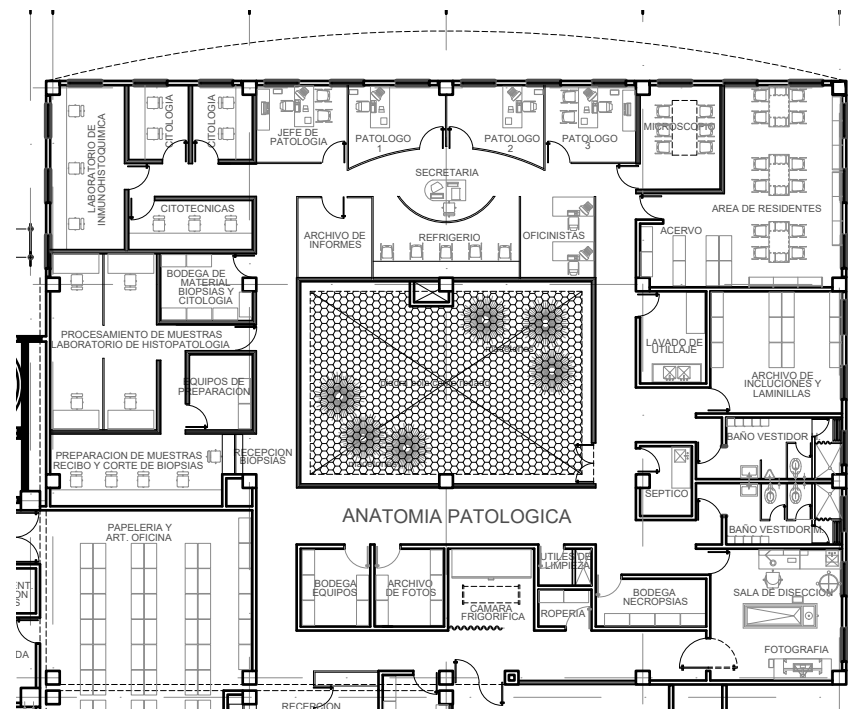 LABORATORIO DE
INMUNOHISTOQUIMICA
CITOLOGIA
CITOLOGIA
JEFE DE
PATOLOGIA
PATOLOGO
1
PATOLOGO
2
PATOLOGO
3
MICROSCOPIO
SECRETARIA
CITOTECNICAS
AREA DE RESIDENTES
ARCHIVO DE
INFORMES
REFRIGERIO
OFICINISTAS
ACERVO
BODEGA DE
MATERIAL
BIOPSIAS Y
CITOLOGIA
PROCESAMIENTO DE MUESTRAS
LABORATORIO DE HISTOPATOLOGIA
LAVADO DE
UTILLAJE
EQUIPOS DE
PREPARACION
ARCHIVO DE
INCLUCIONES Y
LAMINILLAS
PREPARACION DE MUESTRAS
RECIBO Y CORTE DE BIOPSIAS
RECEPCION
BIOPSIAS
BAÑO VESTIDOR
SEPTICO
ANATOMIA PATOLOGICA
BAÑO VESTIDOR M.
PAPELERIA Y
ART. OFICINA
BODEGA
EQUIPOS
ARCHIVO
DE FOTOS
UTILES DE
LIMPIEZA
CAMARA
FRIGORIFICA
ROPERIA
BODEGA
NECROPSIAS
SALA DE DISECCION
FOTOGRAFIA
DA
RECEPCION